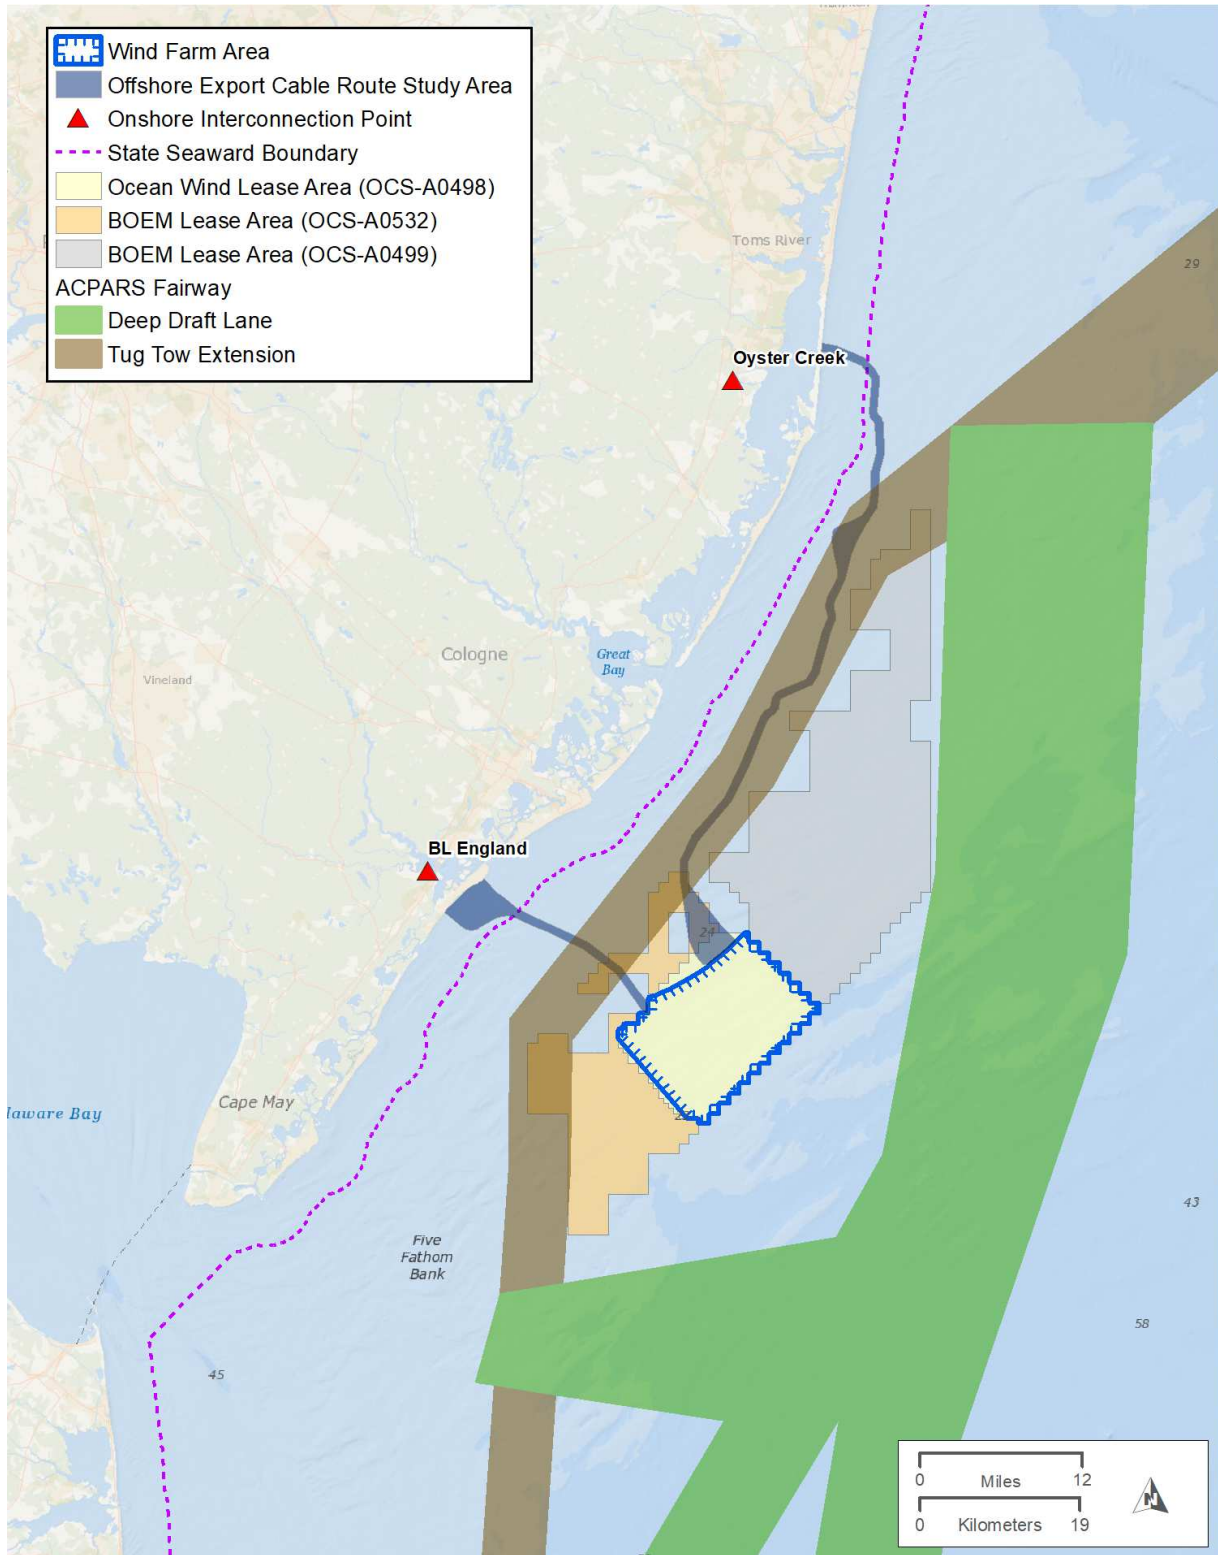 Wind Farm Area
Offshore Export Cable Route Study Area
Onshore Interconnection Point
State Seaward Boundary
Ocean Wind Lease Area (OCS-A0498)
BOEM Lease Area (OCS-A0532)
BOEM Lease Area (OCS-A0499)
ACPARS Fairway
Deep Draft Lane
Tug Tow Extension
Toms River
29
Oyster Creek
Cologne
Great
Bay
Vineland
BL England
24
Cape May
laware Bay
43
Five
Fathom
Bank
58
45
0 Miles 12
0 Kilometers 19
N